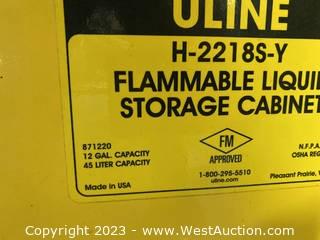 ULINE
H-2218S-Y
FLAMMABLE LIQUI
STORAGE CABINET
871220
12 GAL. CAPACITY
45 LITER CAPACITY
Made in USA
FM
APPROVED
1-800-295-5510
uline.com
N.F.P.A
OSHA REG
Pleasant Prairie, W
Copyright 2023 - www.WestAuction.com